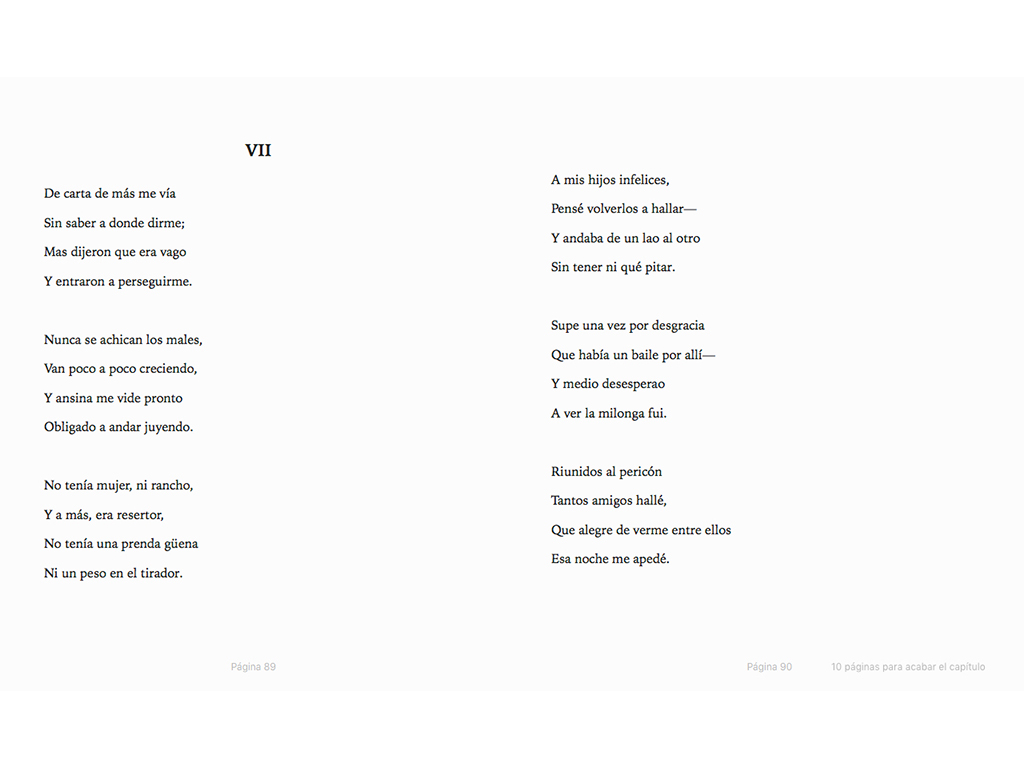 VII
De carta de más me vía
Sin saber a donde dirme;
Mas dijeron que era vago
Y entraron a perseguirme.
Nunca se achican los males,
Van poco a poco creciendo,
Y ansina me vide pronto
Obligado a andar juyendo.
No tenía mujer, ni rancho,
Y a más, era resertor,
No tenía una prenda güena
Ni un peso en el tirador.
Página 89
A mis hijos infelices,
Pensé volverlos a hallar—
Y andaba de un lao al otro
Sin tener ni qué pitar.
Supe una vez por desgracia
Que había un baile por allí—
Y medio desesperao
A ver la milonga fui.
Riunidos al pericón
Tantos amigos hallé,
Que alegre de verme entre ellos
Esa noche me apedé.
Página 90
10 páginas para acabar el capítulo